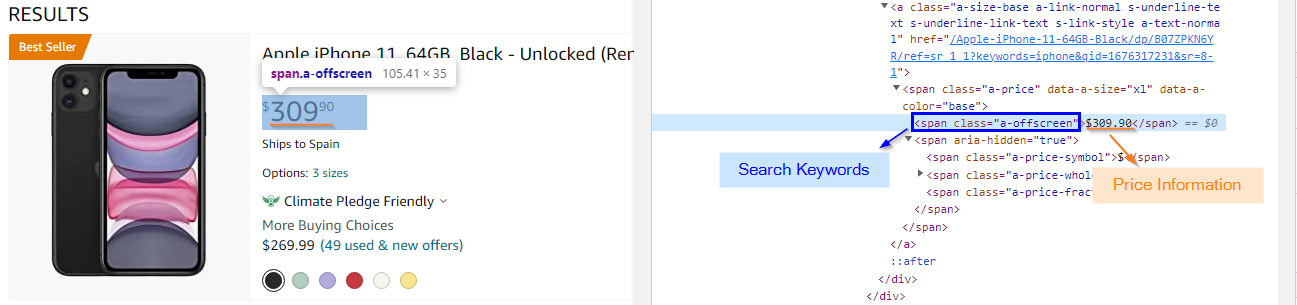 RESULTS
Best Seller
Apple iPhone 11, 64GB, Black - Unlocked (Ren
span.a-offscreen 105.41 × 35
$309.90
Ships to Spain
Options: 3 sizes
Climate Pledge Friendly
More Buying Choices
$269.99 (49 used & new offers)
<a class="a-size-base a-link-normal s-underline-te
xt s-underline-link-text s-link-style a-text-norma
l" href="/Apple-iPhone-11-64GB-Black/dp/B07ZPKN6Y
R/ref=sr_1_1?keywords=iphone&qid=1676317231&sr=8-
1">
<span class="a-price" data-a-size="xl" data-a-
color="base">
<span class="a-offscreen">$309.90</span> == $0
<span aria-hidden="true">
<span class="a-price-symbol">$</span>
<span class="a-price-whol
<span class="a-price-frac
</span>
</span>
</a>
::after
</div>
</div>
Search Keywords
Price Information